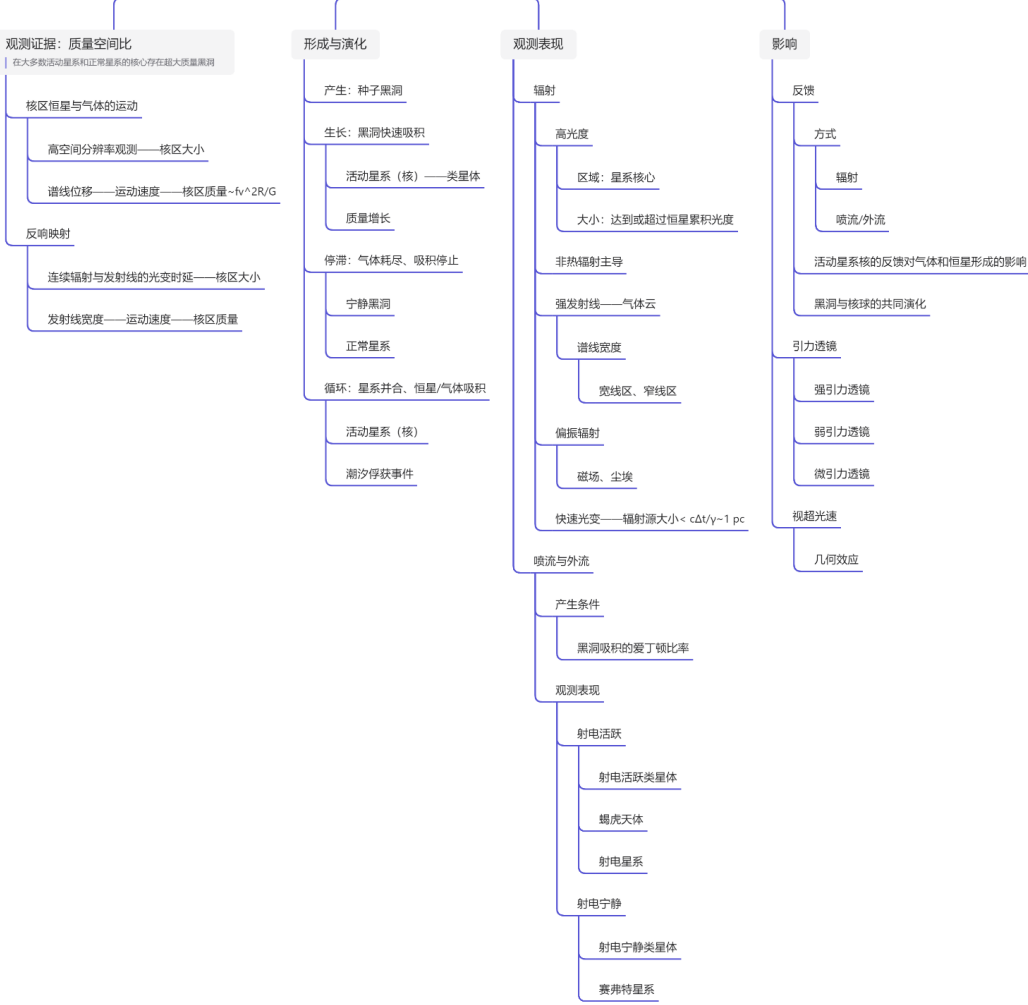 观测证据：质量空间比
在大多数活动星系和正常星系的核心存在超大质量黑洞
核区恒星与气体的运动
高空间分辨率观测——核区大小
谱线位移——运动速度——核区质量~fv^2R/G
反响映射
连续辐射与发射线的光变时延——核区大小
发射线宽度——运动速度——核区质量
形成与演化
产生：种子黑洞
生长：黑洞快速吸积
活动星系（核）——类星体
质量增长
停滞：气体耗尽、吸积停止
宁静黑洞
正常星系
循环：星系并合、恒星/气体吸积
活动星系（核）
潮汐俘获事件
观测表现
辐射
高光度
区域：星系核心
大小：达到或超过恒星累积光度
非热辐射主导
强发射线——气体云
谱线宽度
宽线区、窄线区
偏振辐射
磁场、尘埃
快速光变——辐射源大小< cΔt/γ~1 pc
喷流与外流
产生条件
黑洞吸积的爱丁顿比率
观测表现
射电活跃
射电活跃类星体
蝎虎天体
射电星系
射电宁静
射电宁静类星体
赛弗特星系
影响
反馈
方式
辐射
喷流/外流
活动星系核的反馈对气体和恒星形成的影响
黑洞与核球的共同演化
引力透镜
强引力透镜
弱引力透镜
微引力透镜
视超光速
几何效应